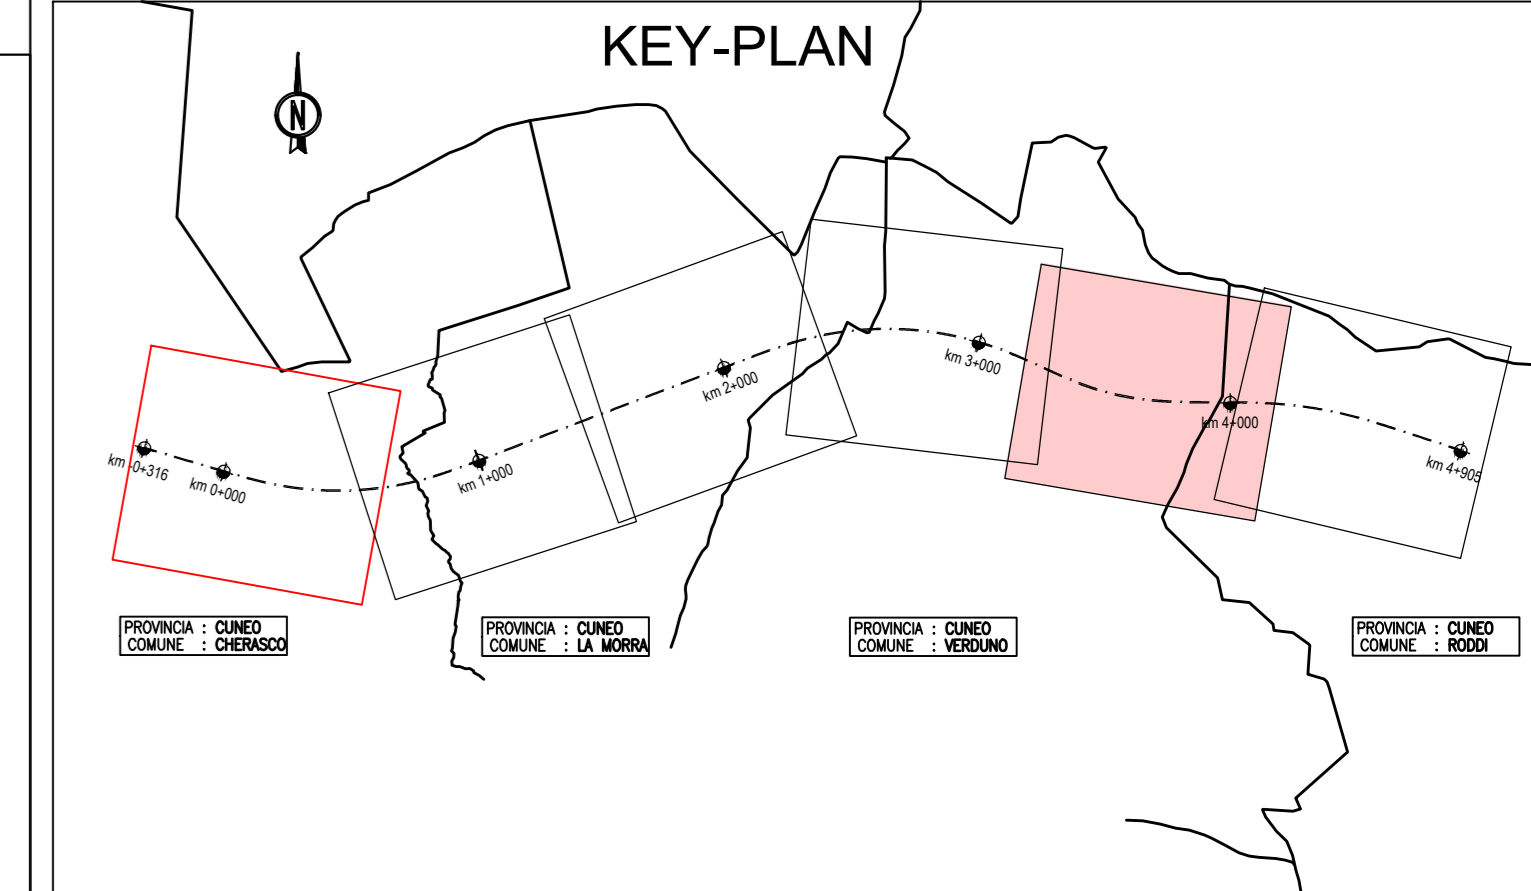 KEY-PLAN
N
km -0+316
km 0+000
km 1+000
km 2+000
km 3+000
km 4+000
km 4+905
PROVINCIA : CUNEO
COMUNE : CHERASCO
PROVINCIA : CUNEO
COMUNE : LA MORRA
PROVINCIA : CUNEO
COMUNE : VERDUNO
PROVINCIA : CUNEO
COMUNE : RODDI